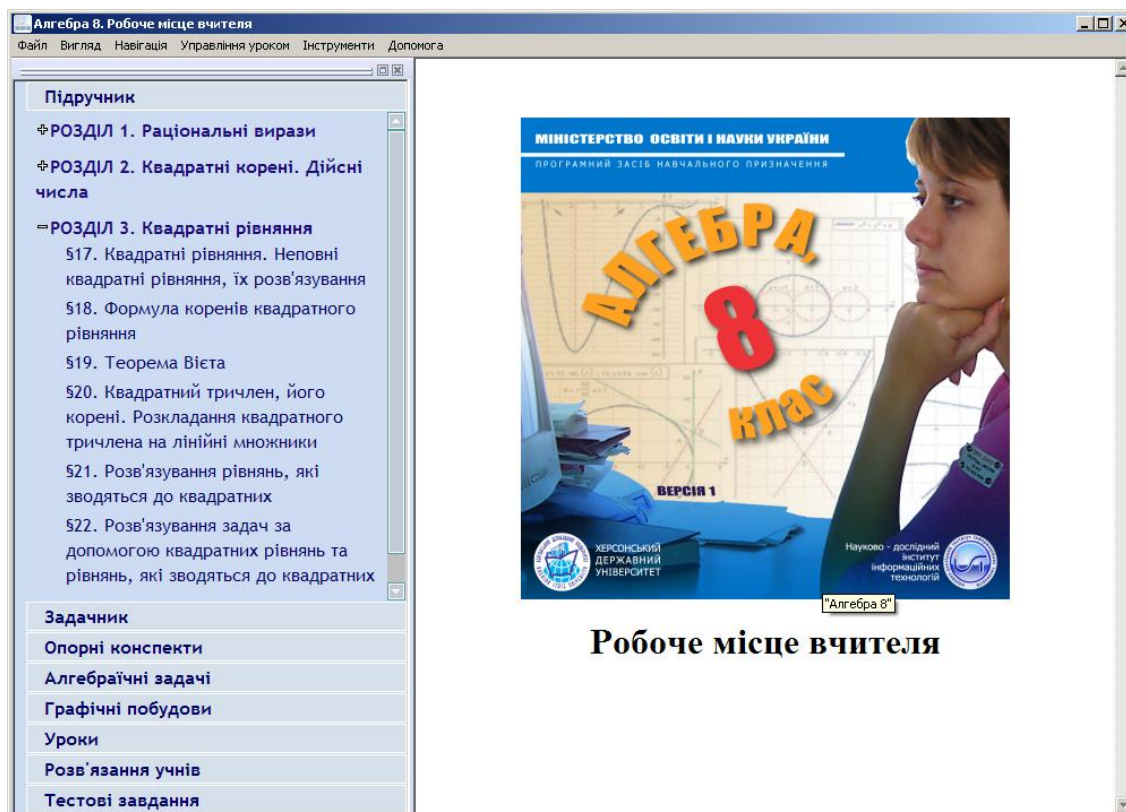 Алгебра 8. Робоче місце вчителя
Файл Вигляд Навігація Управління уроком Інструменти Допомога
Підручник
РОЗДІЛ 1. Раціональні вирази
РОЗДІЛ 2. Квадратні корені. Дійсні
числа
РОЗДІЛ 3. Квадратні рівняння
§17. Квадратні рівняння. Неповні
квадратні рівняння, їх розв'язування
§18. Формула коренів квадратного
рівняння
§19. Теорема Вієта
§20. Квадратний тричлен, його
корені. Розкладання квадратного
тричлена на лінійні множники
§21. Розв'язування рівнянь, які
зводяться до квадратних
§22. Розв'язування задач за
допомогою квадратних рівнянь та
рівнянь, які зводяться до квадратних
Задачник
Опорні конспекти
Алгебраїчні задачі
Графічні побудови
Уроки
Розв'язання учнів
Тестові завдання
МІНІСТЕРСТВО ОСВІТИ І НАУКИ УКРАЇНИ
ПРОГРАМНИЙ ЗАСІБ НАВЧАЛЬНОГО ПРИЗНАЧЕННЯ
АЛГЕБРА,
8
клас
ВЕРСІЯ 1
ХЕРСОНСЬКИЙ
ДЕРЖАВНИЙ
УНІВЕРСИТЕТ
Науково - дослідний
інститут
інформаційних
технологій
"Алгебра 8"
Робоче місце вчителя